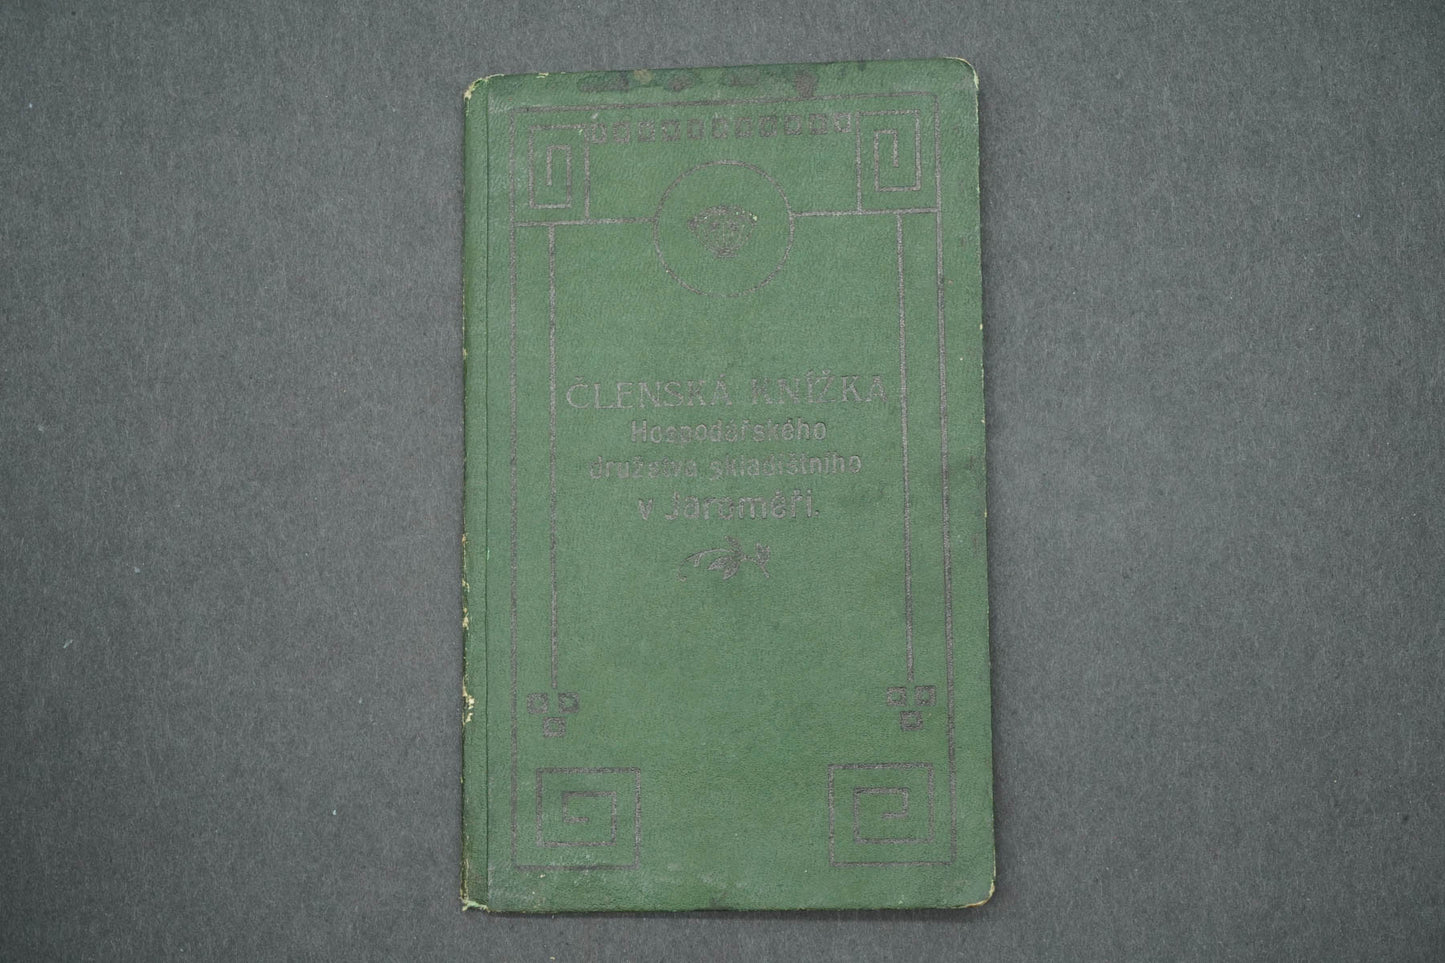 ČLENSKÁ KNÍŽKA
Hospodářského
družstva skladištního
v Jaroměři.